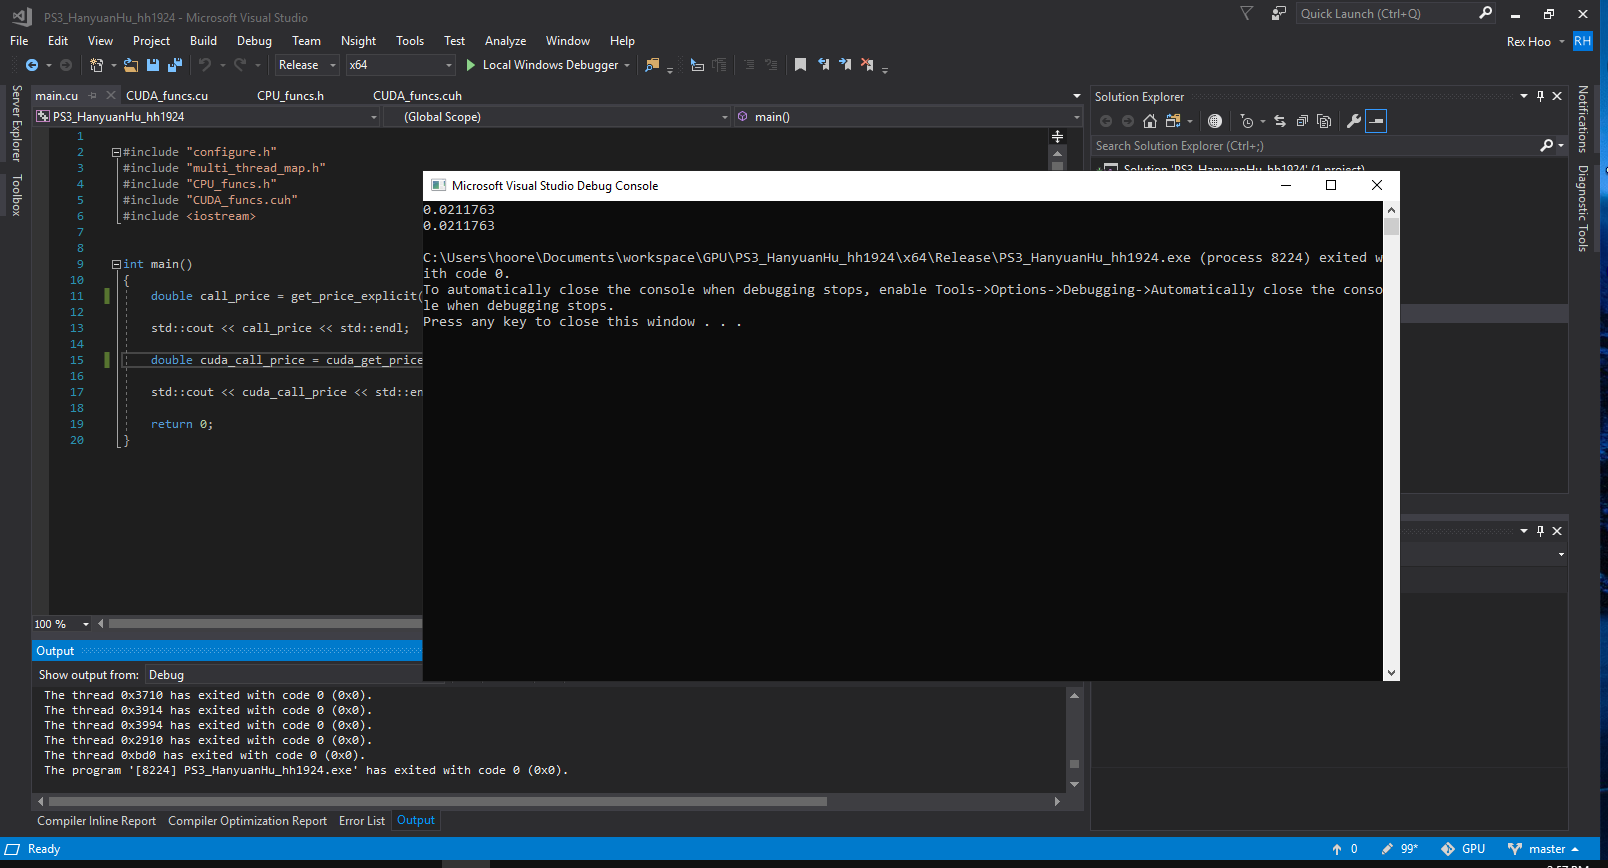 PS3_HanyuanHu_hh1924 - Microsoft Visual Studio
Quick Launch (Ctrl+Q)
File Edit View Project Build Debug Team Nsight Tools Test Analyze Window Help
Rex Hoo RH
Release x64 Local Windows Debugger
Server Explorer
Toolbox
main.cu CUDA_funcs.cu CPU_funcs.h CUDA_funcs.cuh
PS3_HanyuanHu_hh1924 (Global Scope) main()
1
2 #include "configure.h"
3 #include "multi_thread_map.h"
4 #include "CPU_funcs.h"
5 #include "CUDA_funcs.cuh"
6 #include <iostream>
7
8
9 int main()
10 {
11 double call_price = get_price_explicit(
12
13 std::cout << call_price << std::endl;
14
15 double cuda_call_price = cuda_get_price
16
17 std::cout << cuda_call_price << std::en
18
19 return 0;
20 }
100 %
Solution Explorer
Search Solution Explorer (Ctrl+;)
Solution 'PS3_HanyuanHu_hh1924' (1 project)
Notifications
Diagnostic Tools
Microsoft Visual Studio Debug Console
0.0211763
0.0211763
C:\Users\hoore\Documents\workspace\GPU\PS3_HanyuanHu_hh1924\x64\Release\PS3_HanyuanHu_hh1924.exe (process 8224) exited w
ith code 0.
To automatically close the console when debugging stops, enable Tools->Options->Debugging->Automatically close the conso
le when debugging stops.
Press any key to close this window . . .
Output
Show output from: Debug
The thread 0x3710 has exited with code 0 (0x0).
The thread 0x3914 has exited with code 0 (0x0).
The thread 0x3994 has exited with code 0 (0x0).
The thread 0x2910 has exited with code 0 (0x0).
The thread 0xbd0 has exited with code 0 (0x0).
The program '[8224] PS3_HanyuanHu_hh1924.exe' has exited with code 0 (0x0).
Compiler Inline Report Compiler Optimization Report Error List Output
Ready
0 99* GPU master